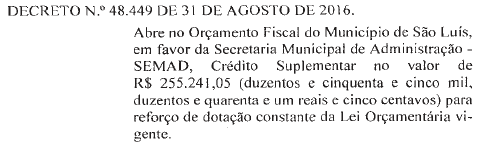 DECRETO N.º 48.449 DE 31 DE AGOSTO DE 2016.
Abre no Orçamento Fiscal do Município de São Luís,
em favor da Secretaria Municipal de Administração -
SEMAD, Crédito Suplementar no valor de
R$ 255.241,05 (duzentos e cinquenta e cinco mil,
duzentos e quarenta e um reais e cinco centavos) para
reforço de dotação constante da Lei Orçamentária vi-
gente.